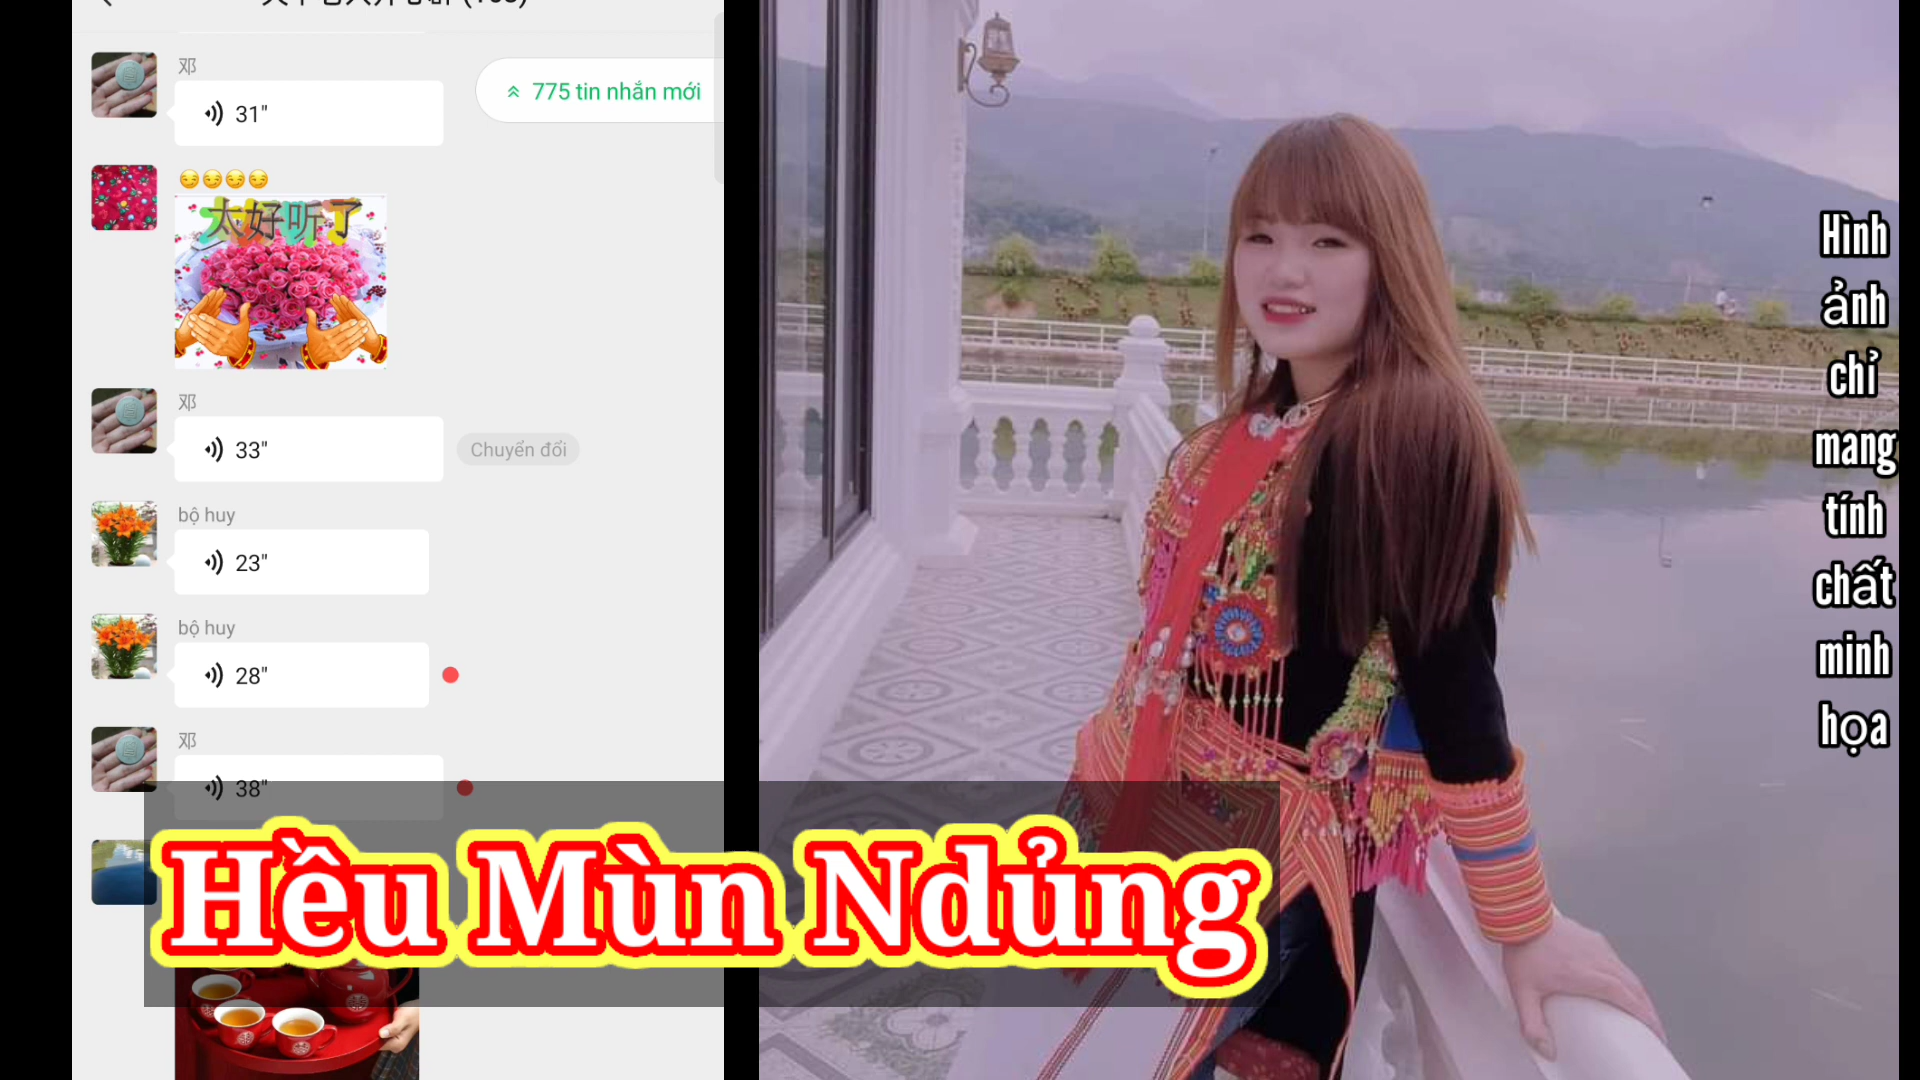 邓
31"
775 tin nhắn mới
太好听了
邓
33"
Chuyển đổi
bộ huy
23"
bộ huy
28"
邓
38"
Hều Mùn Ndủng
Hình
ảnh
chỉ
mang
tính
chất
minh
họa